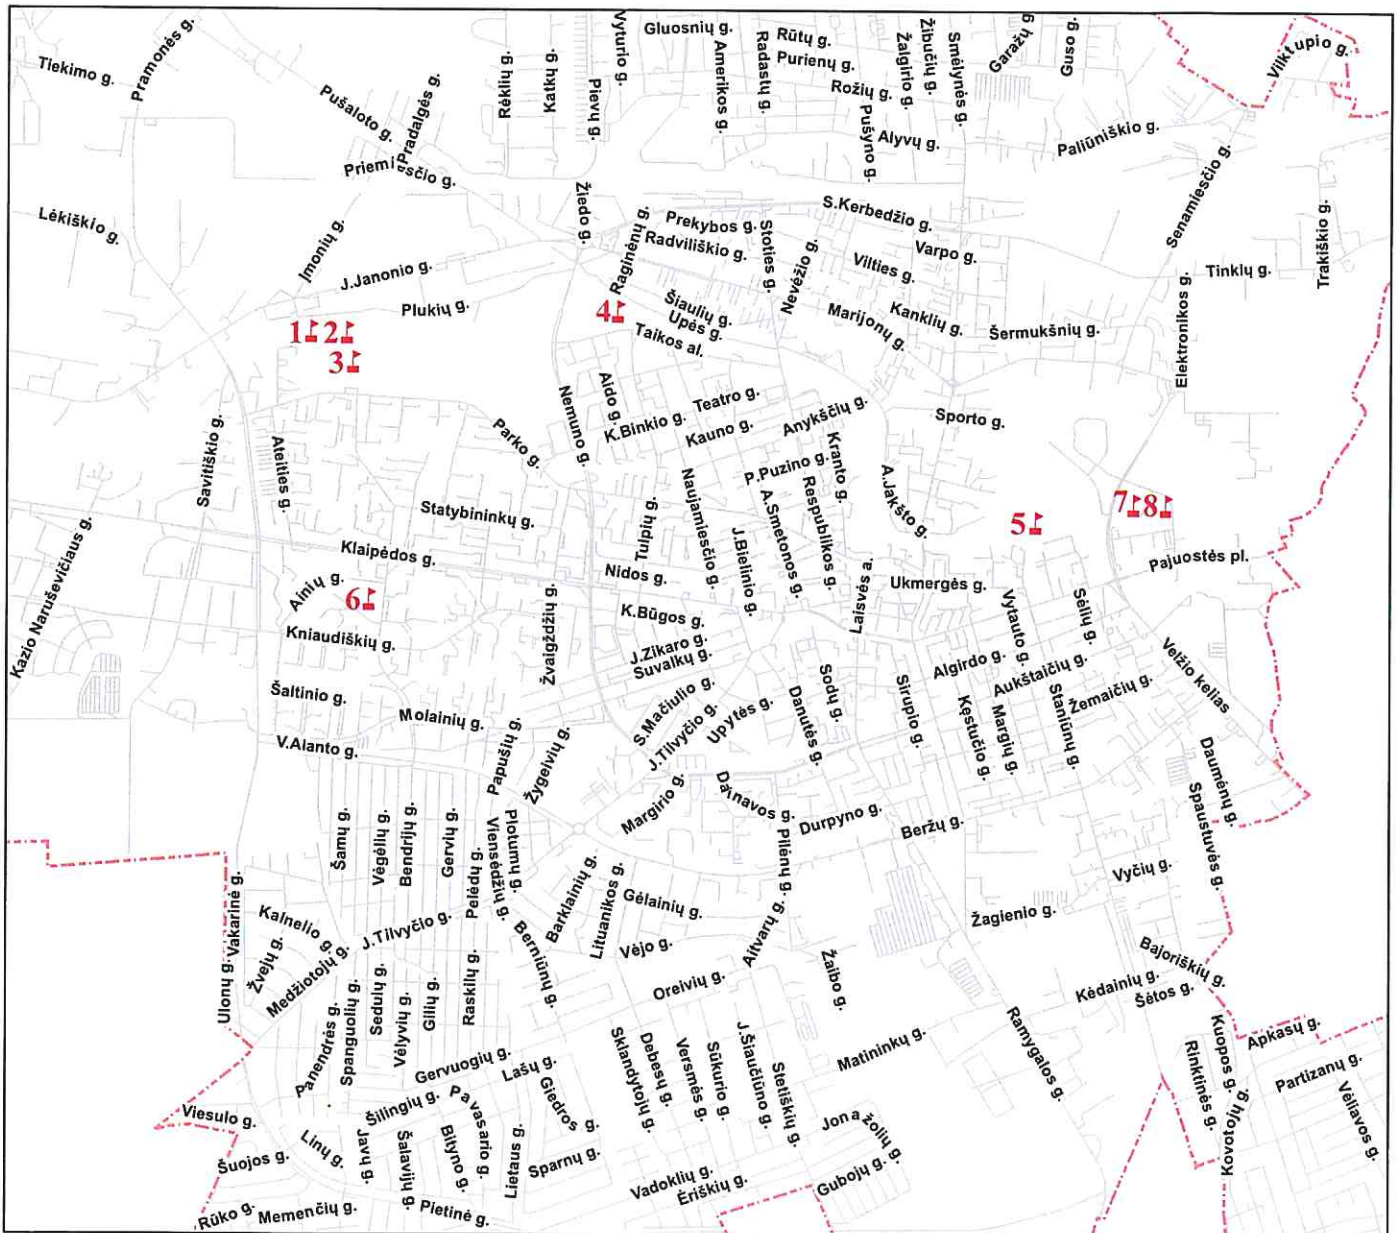 Tiekimo g.
Pramonės g.
Pušaloto g.
Pradalgės g.
Priemiesčio g.
Rėklių g.
Katkų g.
Pievų g.
Vyturio g.
Gluosnių g.
Amerikos g.
Radastų g.
Rūtų g.
Purienų g.
Rožių g.
Pušyno g.
Alyvų g.
Žalgirio g.
Žibučių g.
Smėlynės g.
Garažų g.
Guso g.
Paliūniškio g.
Senamiesčio g.
Trakiškio g.
Tinklų g.
Lėkiškio g.
Įmonių g.
J.Janonio g.
Plukių g.
Žiedo g.
Raginėnų g.
Prekybos g.
Radviliškio g.
Stoties g.
Nevėžio g.
S.Kerbedžio g.
Varpo g.
Vilties g.
Kanklių g.
Marijonų g.
Šermukšnių g.
Elektronikos g.
1
2
3
4
Šiaulių g.
Upės g.
Taikos al.
Savitiškio g.
Ateities g.
Parko g.
Nemuno g.
Aido g.
K.Binkio g.
Teatro g.
Kauno g.
Anykščių g.
P.Puzino g.
Kranto g.
Respublikos g.
A.Smetonos g.
J.Bielinio g.
Naujamiesčio g.
Tulpių g.
A.Jakšto g.
Sporto g.
5
7
8
Pajuostės pl.
Kazio Naruševičiaus g.
Statybininkų g.
Klaipėdos g.
Ainių g.
6
Kniaudiškių g.
Žvaigždžių g.
Nidos g.
K.Būgos g.
J.Zikaro g.
Suvalkų g.
Laisvės a.
Ukmergės g.
Vytauto g.
Sėlių g.
Velžio kelias
Algirdo g.
Aukštaičių g.
Žemaičių g.
Šaltinio g.
Molainių g.
V.Alanto g.
Papušių g.
Žygeivių g.
S.Mačiulio g.
J.Tilvyčio g.
Upytės g.
Danutės g.
Sodų g.
Sirupio g.
Kęstučio g.
Margių g.
Staniūnų g.
Daumėnų g.
Spaustuvės g.
Šamų g.
Vėgėlių g.
Bendrijų g.
Gervių g.
Pelėdų g.
Viensėdžių g.
Plotumų g.
Margirio g.
Dainavos g.
Pilėnų g.
Durpyno g.
Beržų g.
Vyčių g.
Vakarinė g.
Kalnelio g.
Žvejų g.
Ulonų g.
Medžiotojų g.
J.Tilvyčio g.
Berniūnų g.
Barklainių g.
Lituanikos g.
Gėlainių g.
Vėjo g.
Oreivių g.
Aitvarų g.
Žaibo g.
Žagienio g.
Bajoriškių g.
Kėdainių g.
Šėtos g.
Panendrės g.
Spanguolių g.
Sedulų g.
Vėlyvių g.
Gilių g.
Raskilų g.
Gervuogių g.
Lašų g.
Giedros g.
Sklandytojų g.
Debesų g.
Versmės g.
Sūkurio g.
J.Šiaučiūno g.
Stetiškių g.
Matininkų g.
Ramygalos g.
Kuopos g.
Rinktinės g.
Apkasų g.
Partizanų g.
Vėliavos g.
Kovotojų g.
Viesulo g.
Šuojos g.
Linų g.
Javų g.
Šilingių g.
Šalavijų g.
Pavasario g.
Bityno g.
Lietaus g.
Sparnų g.
Vadoklių g.
Ėriškių g.
Jonažolių g.
Gubojų g.
Rūko g.
Memenčių g.
Pietinė g.